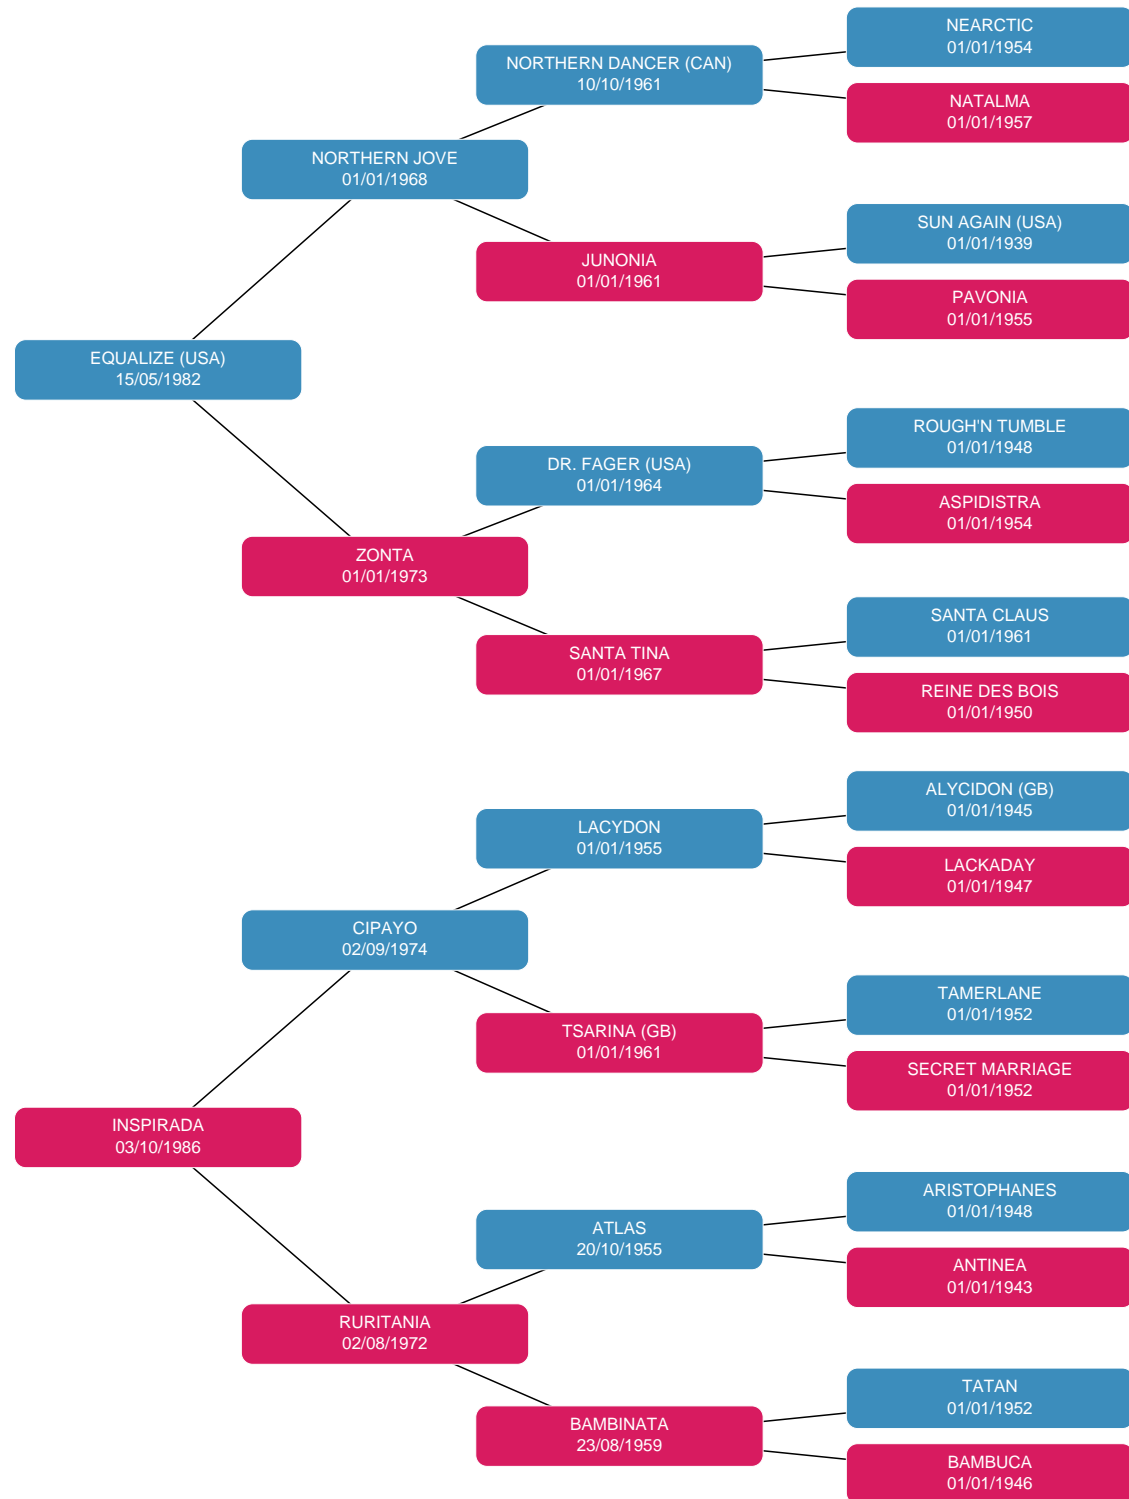 NEARCTIC
01/01/1954
NORTHERN DANCER (CAN)
10/10/1961
NATALMA
01/01/1957
NORTHERN JOVE
01/01/1968
SUN AGAIN (USA)
01/01/1939
JUNONIA
01/01/1961
PAVONIA
01/01/1955
EQUALIZE (USA)
15/05/1982
ROUGH'N TUMBLE
01/01/1948
DR. FAGER (USA)
01/01/1964
ASPIDISTRA
01/01/1954
ZONTA
01/01/1973
SANTA CLAUS
01/01/1961
SANTA TINA
01/01/1967
REINE DES BOIS
01/01/1950
ALYCIDON (GB)
01/01/1945
LACYDON
01/01/1955
LACKADAY
01/01/1947
CIPAYO
02/09/1974
TAMERLANE
01/01/1952
TSARINA (GB)
01/01/1961
SECRET MARRIAGE
01/01/1952
INSPIRADA
03/10/1986
ARISTOPHANES
01/01/1948
ATLAS
20/10/1955
ANTINEA
01/01/1943
RURITANIA
02/08/1972
TATAN
01/01/1952
BAMBINATA
23/08/1959
BAMBUCA
01/01/1946